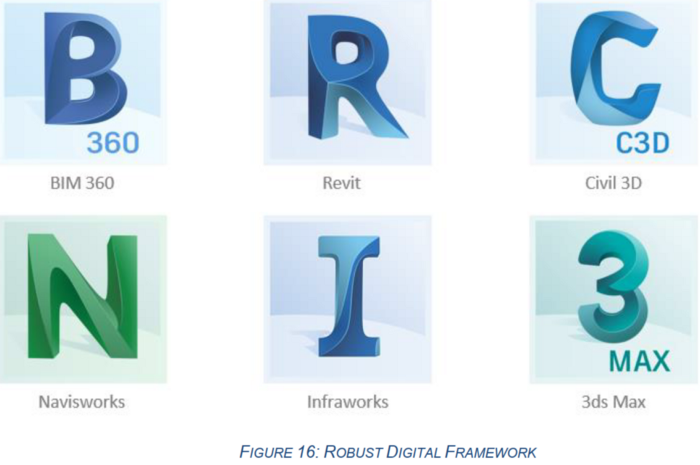 B R C
360 C3D
BIM 360 Revit Civil 3D
N I 3
MAX
Navisworks Infraworks 3ds Max
FIGURE 16: ROBUST DIGITAL FRAMEWORK